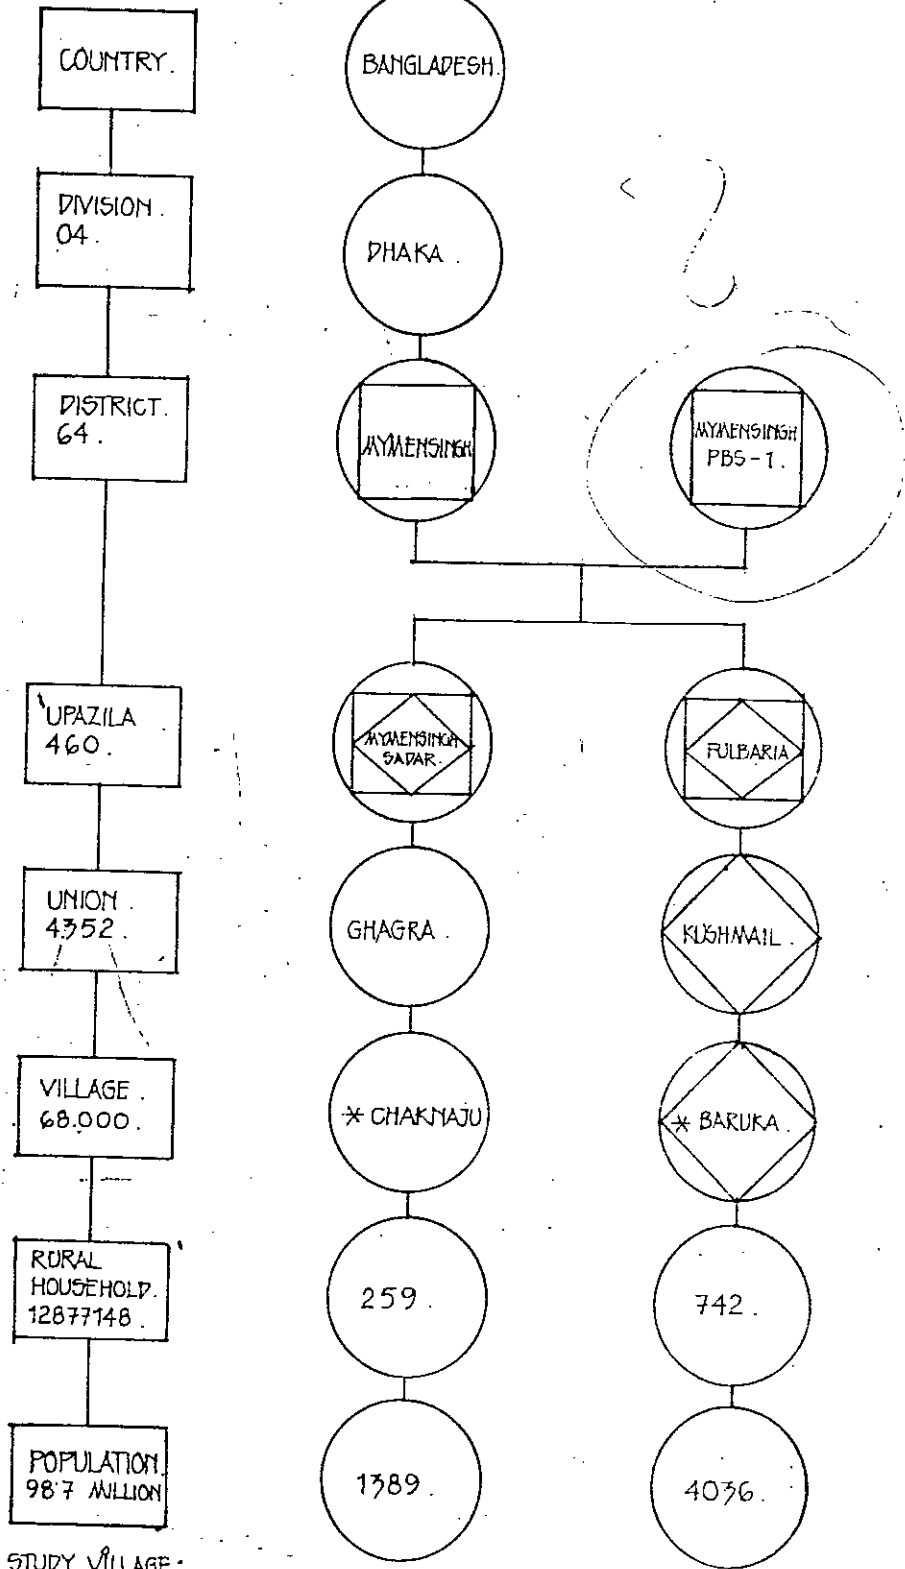 COUNTRY.
BANGLADESH.
DIVISION.
04.
DHAKA.
DISTRICT.
64.
MYMENSINGH
MYMENSINGH
PBS-1.
UPAZILA
460.
MYMENSINGH
SADAR.
FULBARIA
UNION.
4352.
GHAGRA.
KUSHMAIL.
VILLAGE.
68.000.
* CHAKNAJU
* BARUKA.
RURAL
HOUSEHOLD.
12877148.
259.
742.
POPULATION
98.7 MILLION
1389.
4036.
STUDY VILLAGE.